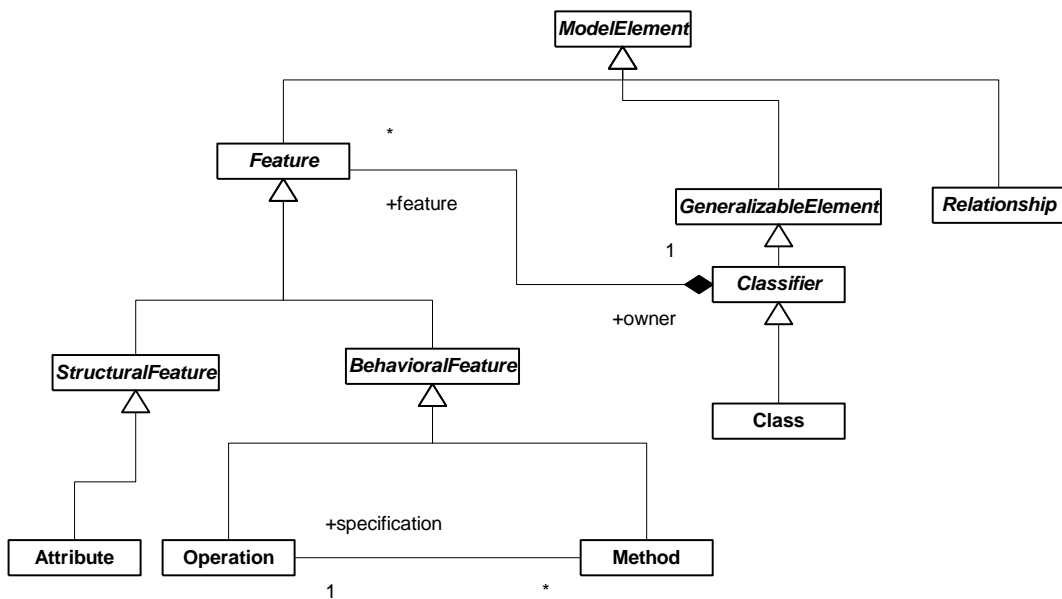 ModelElement
*
Feature
+feature
GeneralizableElement
Relationship
1
Classifier
+owner
StructuralFeature
BehavioralFeature
Class
+specification
Attribute
Operation
Method
1
*